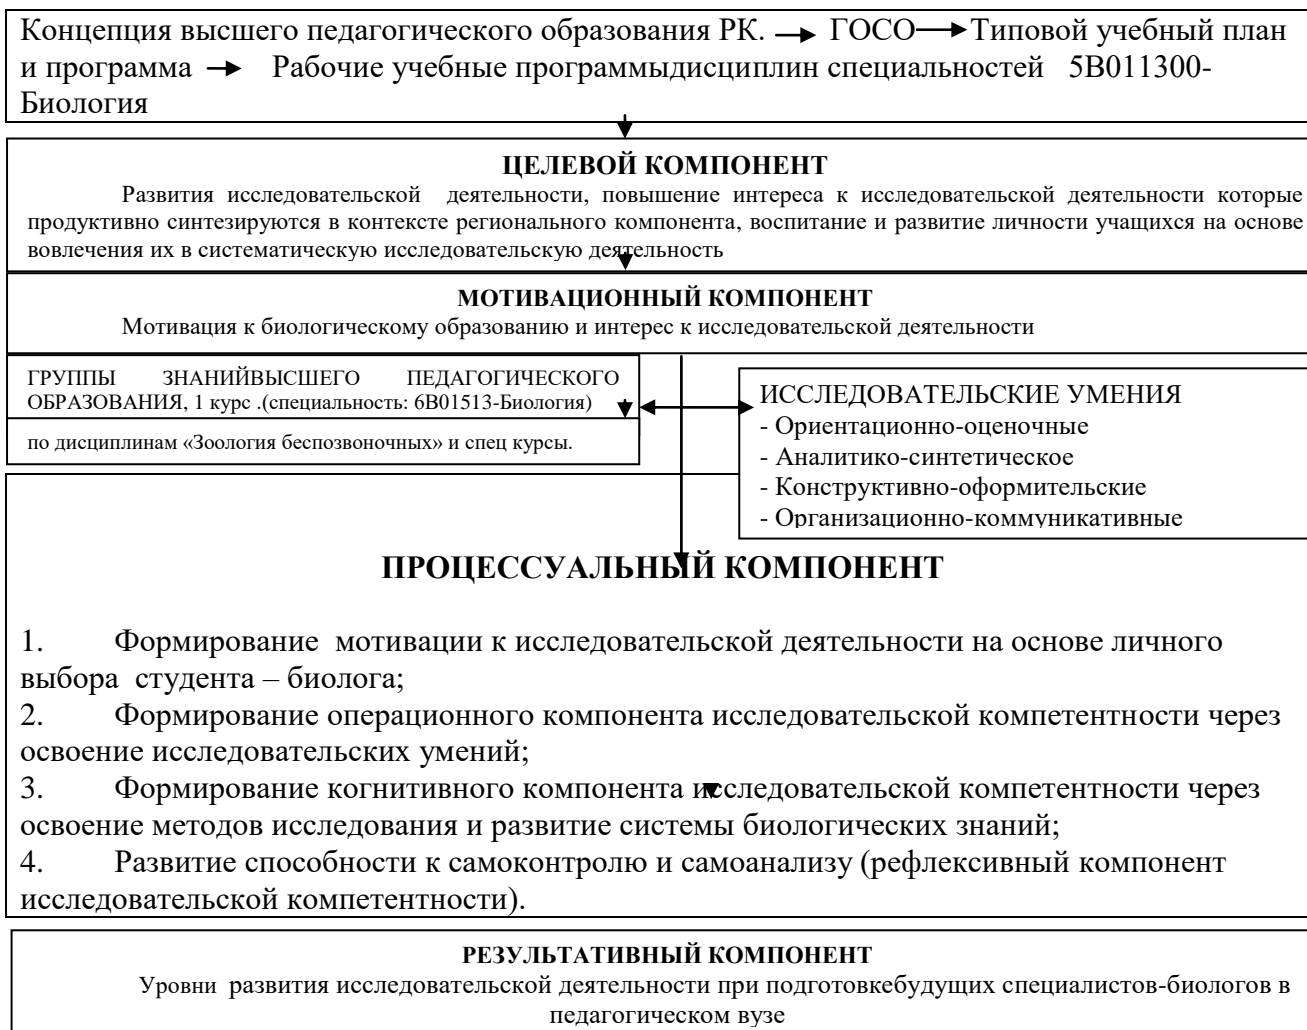 Концепция высшего педагогического образования РК. → ГОСО → Типовой учебный план
и программа → Рабочие учебные программыдисциплин специальностей 5В011300-
Биология
ЦЕЛЕВОЙ КОМПОНЕНТ
Развития исследовательской деятельности, повышение интереса к исследовательской деятельности которые
продуктивно синтезируются в контексте регионального компонента, воспитание и развитие личности учащихся на основе
вовлечения их в систематическую исследовательскую деятельность
МОТИВАЦИОННЫЙ КОМПОНЕНТ
Мотивация к биологическому образованию и интерес к исследовательской деятельности
ГРУППЫ ЗНАНИЙВЫСШЕГО ПЕДАГОГИЧЕСКОГО
ОБРАЗОВАНИЯ, 1 курс .(специальность: 6В01513-Биология)
по дисциплинам «Зоология беспозвоночных» и спец курсы.
ИССЛЕДОВАТЕЛЬСКИЕ УМЕНИЯ
- Ориентационно-оценочные
- Аналитико-синтетическое
- Конструктивно-оформительские
- Организационно-коммуникативные
ПРОЦЕССУАЛЬНЫЙ КОМПОНЕНТ
1. Формирование мотивации к исследовательской деятельности на основе личного
выбора студента – биолога;
2. Формирование операционного компонента исследовательской компетентности через
освоение исследовательских умений;
3. Формирование когнитивного компонента исследовательской компетентности через
освоение методов исследования и развитие системы биологических знаний;
4. Развитие способности к самоконтролю и самоанализу (рефлексивный компонент
исследовательской компетентности).
РЕЗУЛЬТАТИВНЫЙ КОМПОНЕНТ
Уровни развития исследовательской деятельности при подготовкебудущих специалистов-биологов в
педагогическом вузе